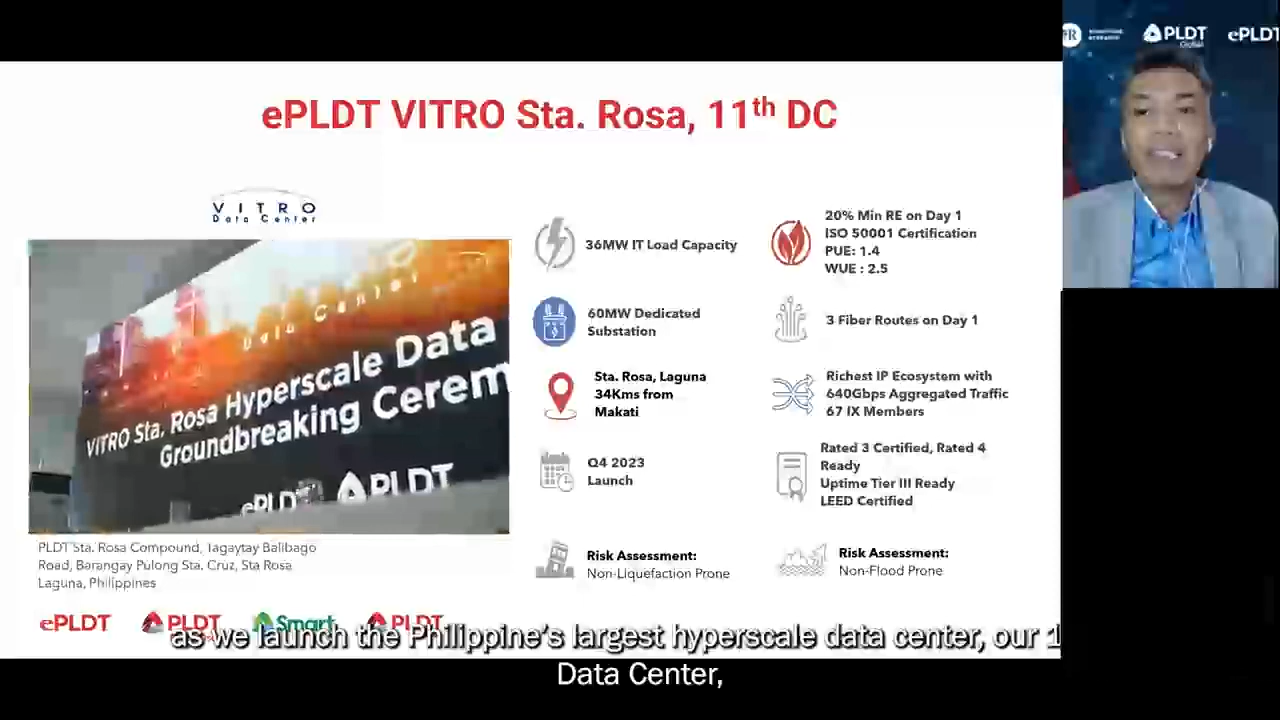 PLDT
Global
ePLDT
ePLDT VITRO Sta. Rosa, 11th DC
VITRO
Data Center
Data Center
VITRO Sta. Rosa Hyperscale Data
Groundbreaking Cerem
ePLDT
PLDT
PLDT Sta. Rosa Compound, Tagaytay Balibago
Road, Barangay Pulong Sta. Cruz, Sta Rosa
Laguna, Philippines
36MW IT Load Capacity
60MW Dedicated
Substation
Sta. Rosa, Laguna
34Kms from
Makati
Q4 2023
Launch
Risk Assessment:
Non-Liquefaction Prone
20% Min RE on Day 1
ISO 50001 Certification
PUE: 1.4
WUE : 2.5
3 Fiber Routes on Day 1
Richest IP Ecosystem with
640Gbps Aggregated Traffic
67 IX Members
Rated 3 Certified, Rated 4
Ready
Uptime Tier III Ready
LEED Certified
Risk Assessment:
Non-Flood Prone
ePLDT PLDT Smart PLDT
as we launch the Philippine's largest hyperscale data center, our 1
Data Center,